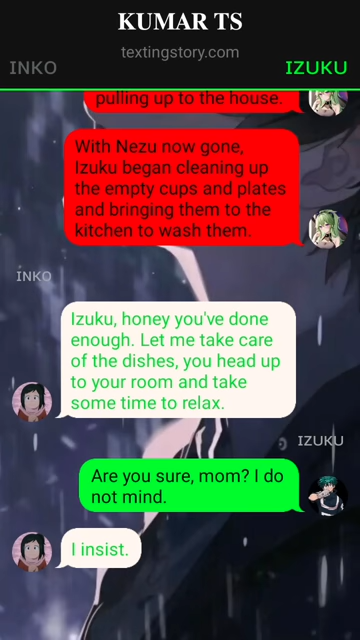 KUMAR TS
textingstory.com
INKO
IZUKU
pulling up to the house.
With Nezu now gone,
Izuku began cleaning up
the empty cups and plates
and bringing them to the
kitchen to wash them.
INKO
Izuku, honey you've done
enough. Let me take care
of the dishes, you head up
to your room and take
some time to relax.
IZUKU
Are you sure, mom? I do
not mind.
I insist.